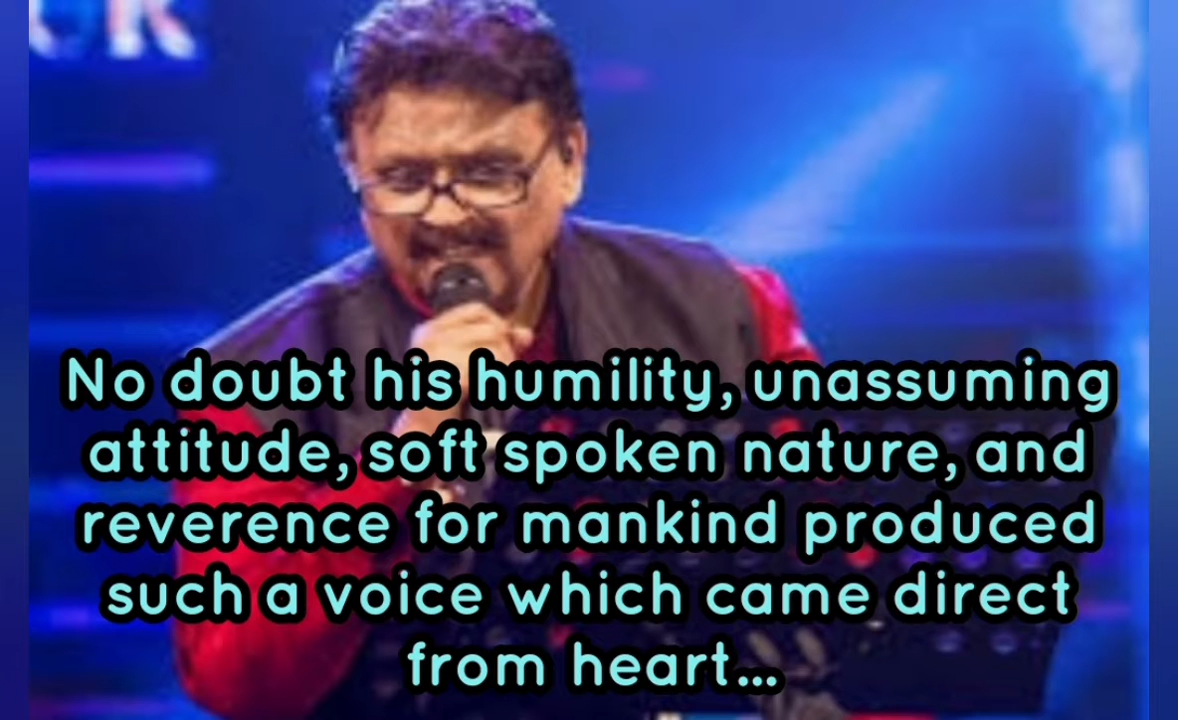 UR
No doubt his humility, unassuming
attitude, soft spoken nature, and
reverence for mankind produced
such a voice which came direct
from heart...